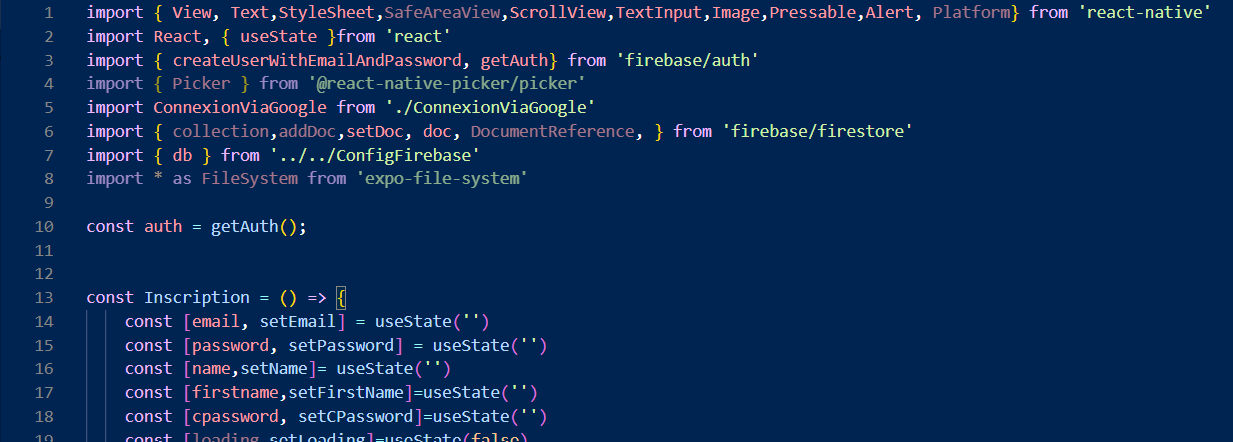 1 import { View, Text,StyleSheet,SafeAreaView,ScrollView,TextInput,Image,Pressable,Alert, Platform} from 'react-native'
2 import React, { useState }from 'react'
3 import { createUserWithEmailAndPassword, getAuth} from 'firebase/auth'
4 import { Picker } from '@react-native-picker/picker'
5 import ConnexionViaGoogle from './ConnexionViaGoogle'
6 import { collection,addDoc,setDoc, doc, DocumentReference, } from 'firebase/firestore'
7 import { db } from '../../ConfigFirebase'
8 import * as FileSystem from 'expo-file-system'
9
10 const auth = getAuth();
11
12
13 const Inscription = () => {
14 const [email, setEmail] = useState('')
15 const [password, setPassword] = useState('')
16 const [name,setName]= useState('')
17 const [firstname,setFirstName]=useState('')
18 const [cpassword, setCPassword]=useState('')
19 const [loading,setLoading]=useState(false)